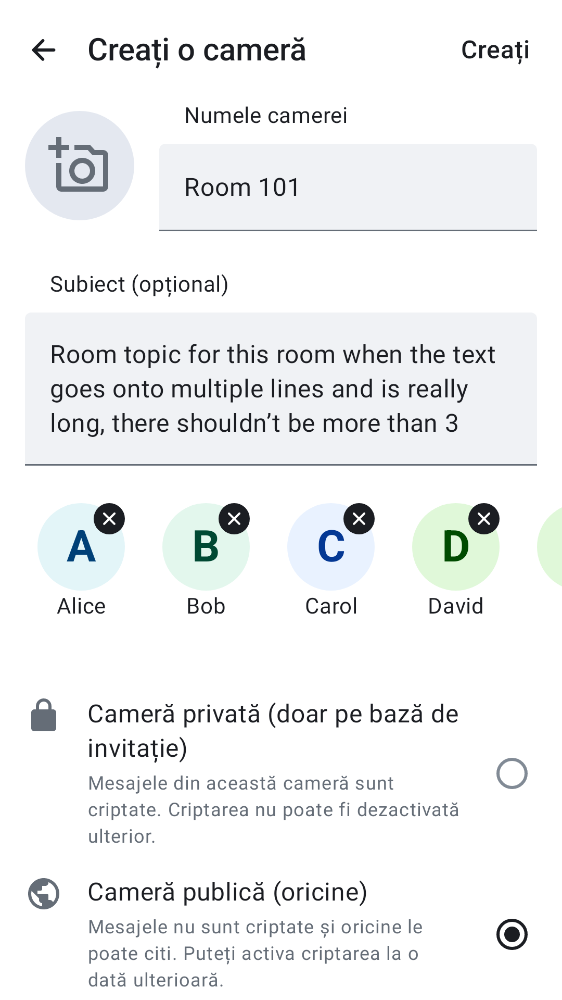 Creați o cameră
Creați
Numele camerei
Room 101
Subiect (opțional)
Room topic for this room when the text
goes onto multiple lines and is really
long, there shouldn’t be more than 3
A
B
C
D
Alice
Bob
Carol
David
Cameră privată (doar pe bază de
invitație)
Mesajele din această cameră sunt
criptate. Criptarea nu poate fi dezactivată
ulterior.
Cameră publică (oricine)
Mesajele nu sunt criptate și oricine le
poate citi. Puteți activa criptarea la o
dată ulterioară.